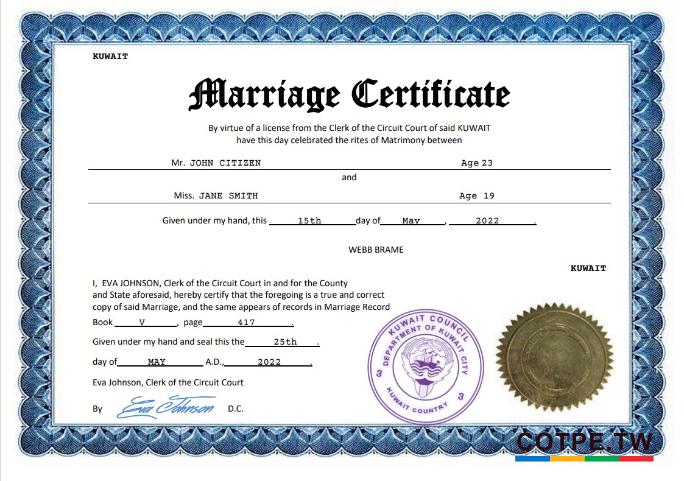 KUWAIT
Marriage Certificate
By virtue of a license from the Clerk of the Circuit Court of said KUWAIT
have this day celebrated the rites of Matrimony between
Mr. JOHN CITIZEN Age 23
and
Miss. JANE SMITH Age 19
Given under my hand, this 15th day of May, 2022.
WEBB BRAME
KUWAIT
I, EVA JOHNSON, Clerk of the Circuit Court in and for the County
and State aforesaid, hereby certify that the foregoing is a true and correct
copy of said Marriage, and the same appears of records in Marriage Record
Book V, page 417.
Given under my hand and seal this the 25th.
day of MAY A.D., 2022.
Eva Johnson, Clerk of the Circuit Court
By Eva Johnson D.C.
KUWAIT COUNCIL
DEPARTMENT OF KUWAIT CITY
KUWAIT COUNTRY
COTPE.TW